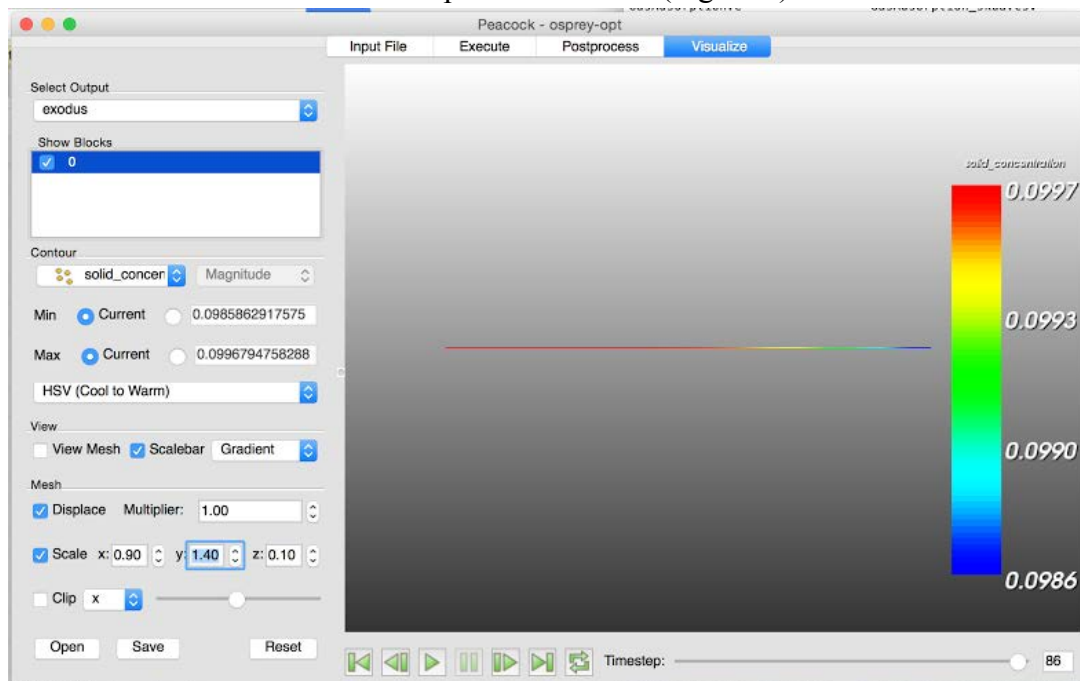 Peacock - osprey-opt
Input File Execute Postprocess Visualize
Select Output
exodus
Show Blocks
0
Contour
solid_concen Magnitude
Min Current 0.0985862917575
Max Current 0.0996794758288
HSV (Cool to Warm)
View
View Mesh Scalebar Gradient
Mesh
Displace Multiplier: 1.00
Scale x: 0.90 y: 1.40 z: 0.10
Clip x
Open Save Reset
solid_concentration
0.0997
0.0993
0.0990
0.0986
Timestep: 86